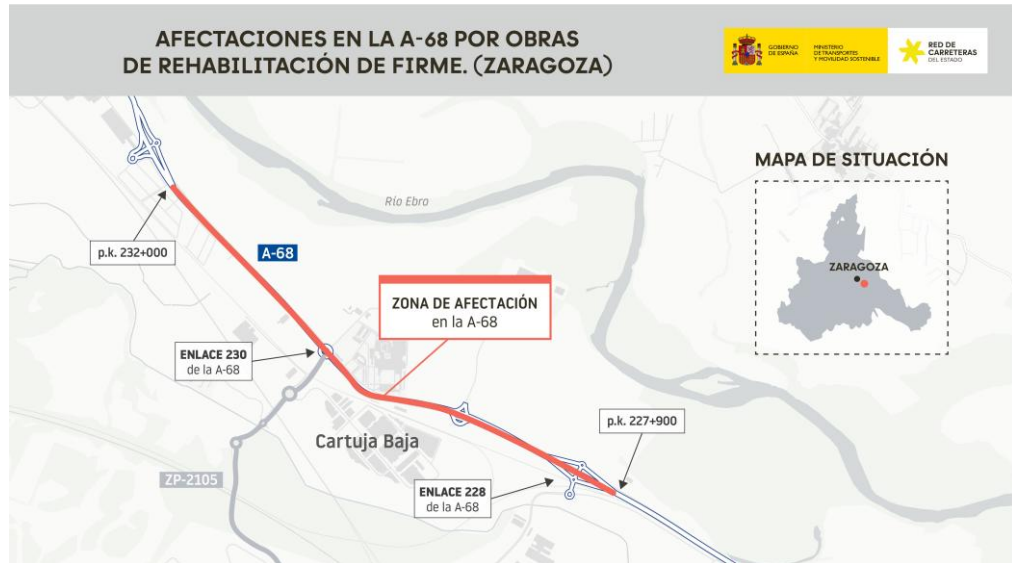 AFECTACIONES EN LA A-68 POR OBRAS
DE REHABILITACIÓN DE FIRME. (ZARAGOZA)
GOBIERNO
DE ESPAÑA
MINISTERIO
DE TRANSPORTES
Y MOVILIDAD SOSTENIBLE
RED DE
CARRETERAS
DEL ESTADO
MAPA DE SITUACIÓN
Río Ebro
p.k. 232+000
A-68
ZARAGOZA
ZONA DE AFECTACIÓN
en la A-68
ENLACE 230
de la A-68
p.k. 227+900
Cartuja Baja
ZP-2105
ENLACE 228
de la A-68